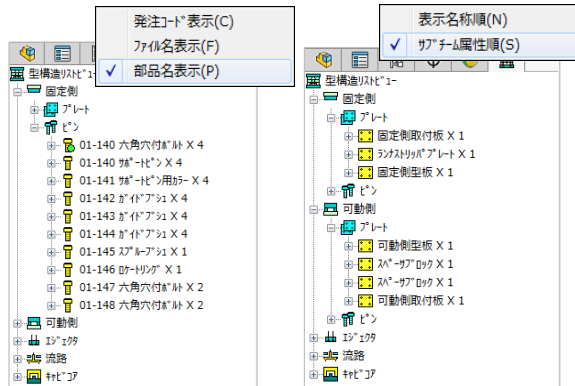 発注ｺｰﾄﾞ表示(C)
ﾌｧｲﾙ名表示(F)
部品名表示(P)
型構造ﾘｽﾄﾋﾞｭｰ
固定側
ﾌﾟﾚｰﾄ
ﾋﾟﾝ
01-140 六角穴付ﾎﾞﾙﾄ X 4
01-140 ｻﾎﾟｰﾄﾋﾟﾝ X 4
01-141 ｻﾎﾟｰﾄﾋﾟﾝ用ｶﾗｰ X 4
01-142 ｶﾞｲﾄﾞﾌﾞｼｭ X 4
01-143 ｶﾞｲﾄﾞﾌﾞｼｭ X 4
01-144 ｶﾞｲﾄﾞﾌﾞｼｭ X 4
01-145 ｽﾌﾟﾙｰﾌﾞｼｭ X 1
01-146 ﾛｹｰﾄﾘﾝｸﾞ X 1
01-147 六角穴付ﾎﾞﾙﾄ X 2
01-148 六角穴付ﾎﾞﾙﾄ X 2
可動側
ｴｼﾞｪｸﾀ
流路
ｷｬﾋﾞｺｱ
表示名称順(N)
ｻﾌﾞﾁｰﾑ属性順(S)
型構造ﾘｽﾄﾋﾞｭｰ
固定側
ﾌﾟﾚｰﾄ
固定側取付板 X 1
ﾗﾝﾅｽﾄﾘｯﾊﾟﾌﾟﾚｰﾄ X 1
固定側型板 X 1
ﾋﾟﾝ
可動側
ﾌﾟﾚｰﾄ
可動側型板 X 1
ｽﾍﾟｰｻﾌﾞﾛｯｸ X 1
ｽﾍﾟｰｻﾌﾞﾛｯｸ X 1
可動側取付板 X 1
ﾋﾟﾝ
ｴｼﾞｪｸﾀ
流路
ｷｬﾋﾞｺｱ